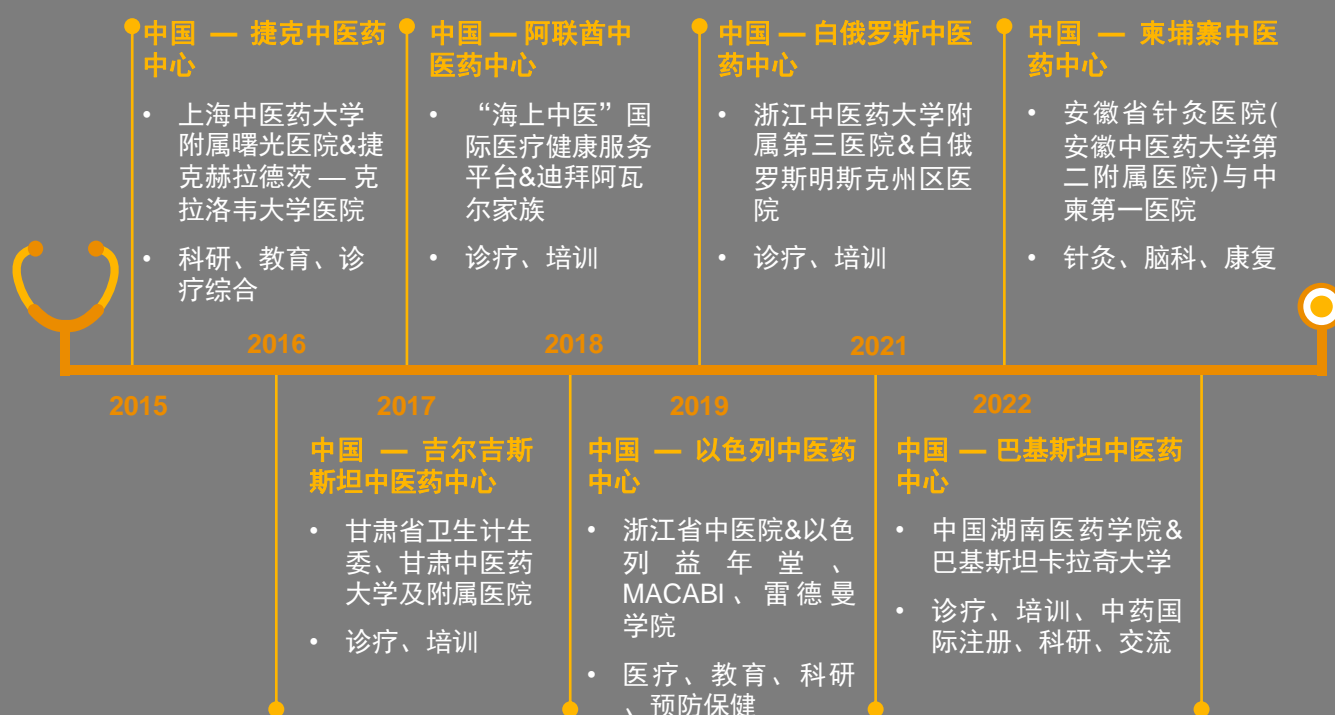 中国 — 捷克中医药
中心
• 上海中医药大学
附属曙光医院&捷
克赫拉德茨 — 克
拉洛韦大学医院
• 科研、教育、诊
疗综合
中国 — 阿联酋中
医药中心
• “海上中医”国
际医疗健康服务
平台&迪拜阿瓦
尔家族
• 诊疗、培训
中国 — 白俄罗斯中医
药中心
• 浙江中医药大学附
属第三医院&白俄
罗斯明斯克州区医
院
• 诊疗、培训
中国 — 柬埔寨中医
药中心
• 安徽省针灸医院(
安徽中医药大学第
二附属医院)与中
柬第一医院
• 针灸、脑科、康复
2016
2018
2021
2015
2017
2019
2022
中国 — 吉尔吉斯
斯坦中医药中心
• 甘肃省卫生计生
委、甘肃中医药
大学及附属医院
• 诊疗、培训
中国 — 以色列中医药
中心
• 浙江省中医院&以色
列益年堂、
MACABI、雷德曼
学院
• 医疗、教育、科研
、预防保健
中国 — 巴基斯坦中医药
中心
• 中国湖南医药学院&
巴基斯坦卡拉奇大学
• 诊疗、培训、中药国
际注册、科研、交流